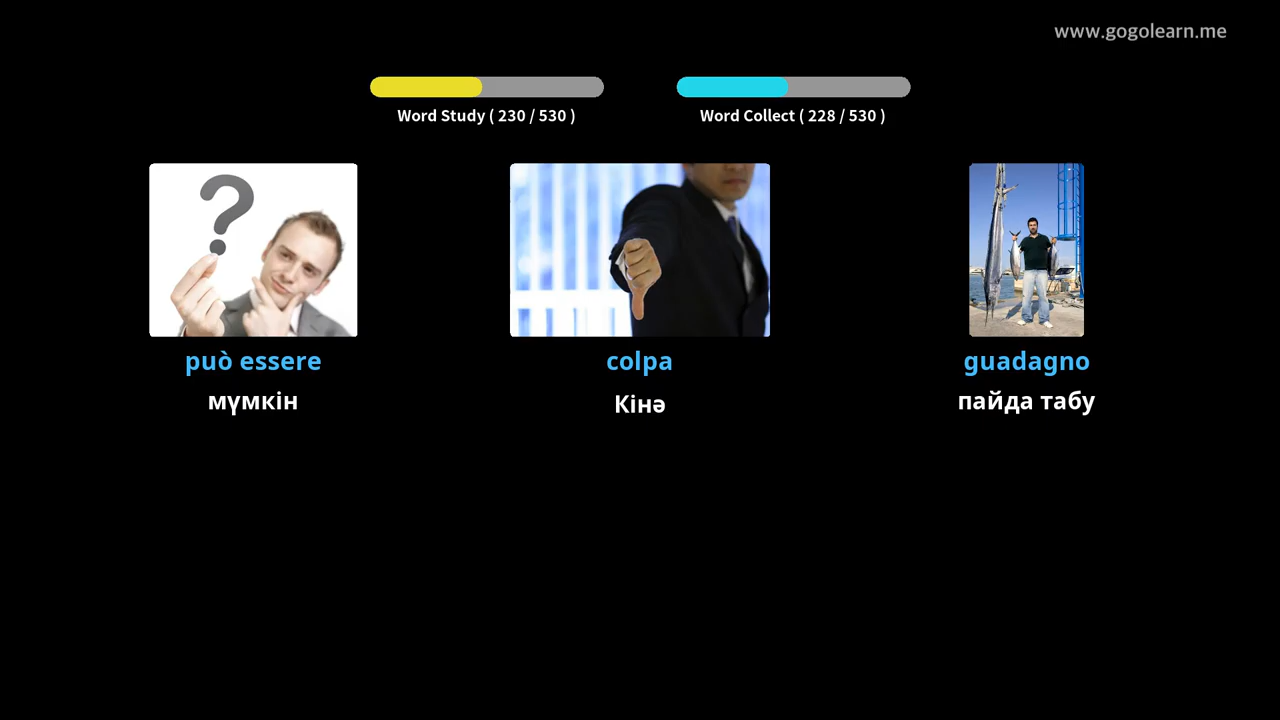 www.gogolearn.me
Word Study ( 230 / 530 )
Word Collect ( 228 / 530 )
può essere
мүмкін
colpa
Кінә
guadagno
пайда табу